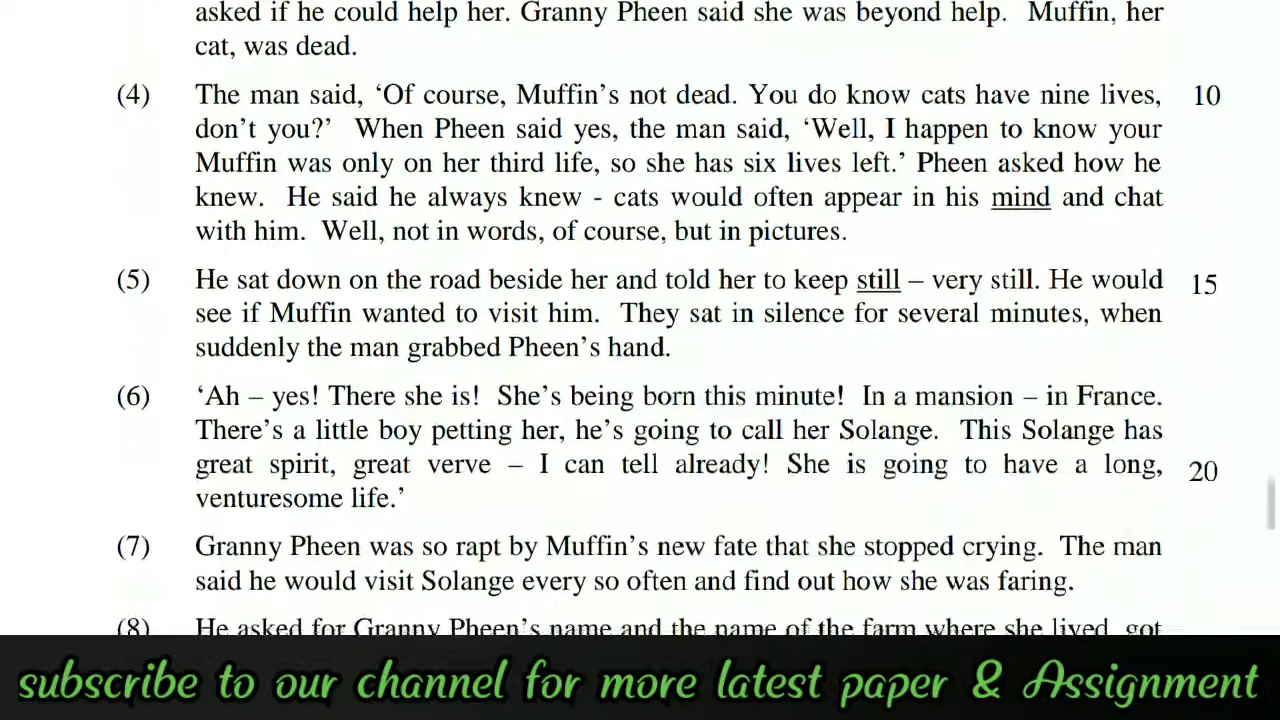 asked if he could help her. Granny Pheen said she was beyond help. Muffin, her
cat, was dead.
(4) The man said, ‘Of course, Muffin’s not dead. You do know cats have nine lives, 10
don’t you?’ When Pheen said yes, the man said, ‘Well, I happen to know your
Muffin was only on her third life, so she has six lives left.’ Pheen asked how he
knew. He said he always knew - cats would often appear in his mind and chat
with him. Well, not in words, of course, but in pictures.
(5) He sat down on the road beside her and told her to keep still – very still. He would 15
see if Muffin wanted to visit him. They sat in silence for several minutes, when
suddenly the man grabbed Pheen’s hand.
(6) ‘Ah – yes! There she is! She’s being born this minute! In a mansion – in France.
There’s a little boy petting her, he’s going to call her Solange. This Solange has
great spirit, great verve – I can tell already! She is going to have a long, 20
venturesome life.’
(7) Granny Pheen was so rapt by Muffin’s new fate that she stopped crying. The man
said he would visit Solange every so often and find out how she was faring.
(8) He asked for Granny Pheen’s name and the name of the farm where she lived, got
subscribe to our channel for more latest paper & Assignment